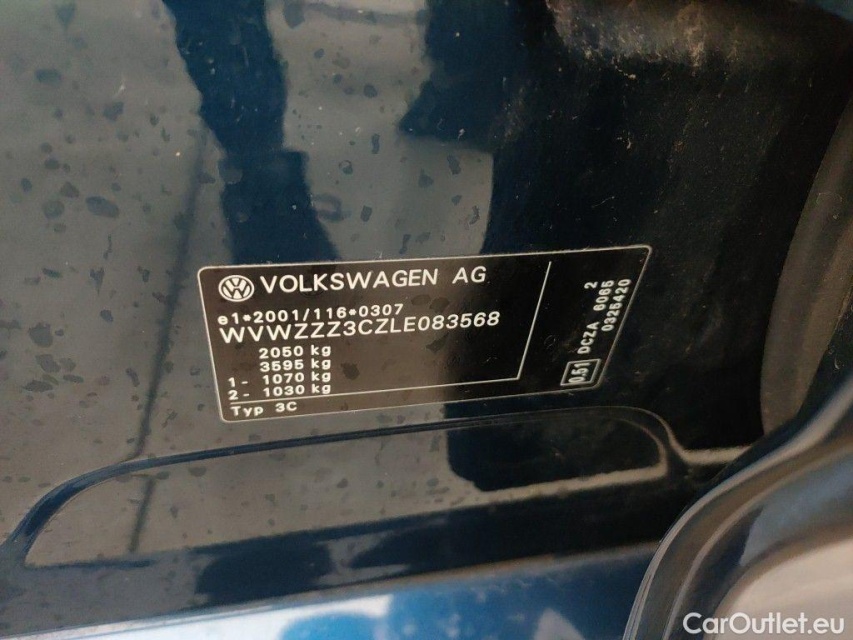 VOLKSWAGEN AG
e1*2001/116*0307
WVWZZZ3CZLE083568
2050 kg
3595 kg
1 - 1070 kg
2 - 1030 kg
Typ 3C
2
DCZA 6065
0325420
0.51
CarOutlet.eu